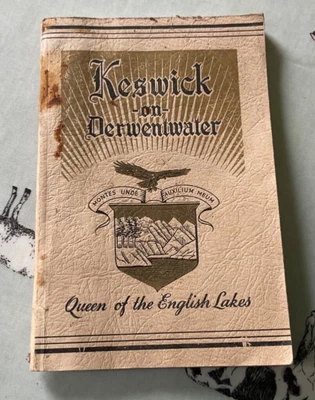 Keswick
-on-
Derwentwater
MONTES UNDE AUXILIUM MEUM
Queen of the English Lakes